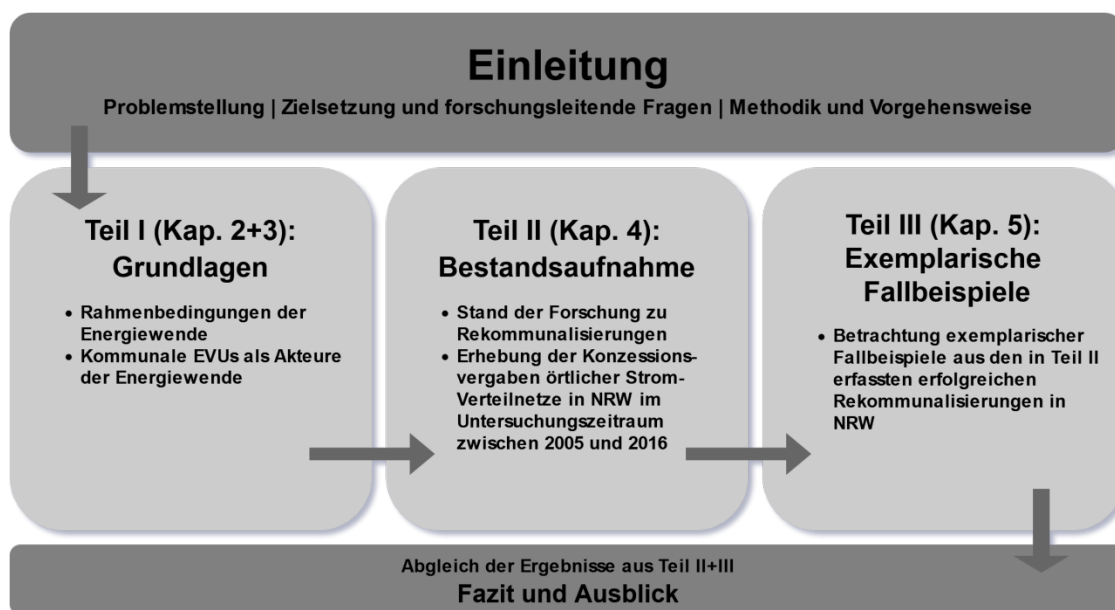 Einleitung
Problemstellung | Zielsetzung und forschungsleitende Fragen | Methodik und Vorgehensweise
Teil I (Kap. 2+3):
Grundlagen
• Rahmenbedingungen der
Energiewende
• Kommunale EVUs als Akteure
der Energiewende
Teil II (Kap. 4):
Bestandsaufnahme
• Stand der Forschung zu
Rekommunalisierungen
• Erhebung der Konzessions-
vergaben örtlicher Strom-
Verteilnetze in NRW im
Untersuchungszeitraum
zwischen 2005 und 2016
Teil III (Kap. 5):
Exemplarische
Fallbeispiele
• Betrachtung exemplarischer
Fallbeispiele aus den in Teil II
erfassten erfolgreichen
Rekommunalisierungen in
NRW
Abgleich der Ergebnisse aus Teil II+III
Fazit und Ausblick